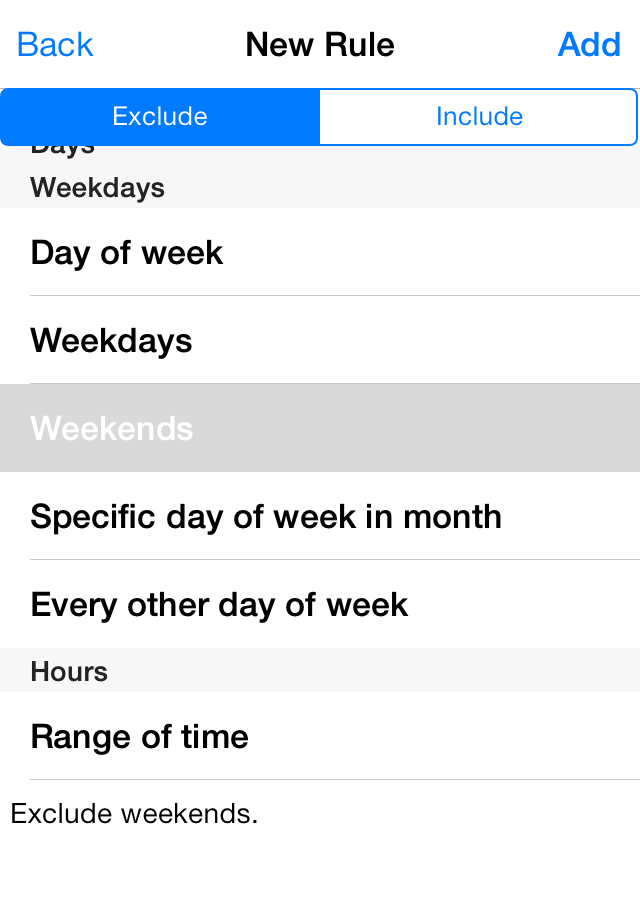 Back New Rule Add
Exclude Include
Days
Weekdays
Day of week
Weekdays
Weekends
Specific day of week in month
Every other day of week
Hours
Range of time
Exclude weekends.